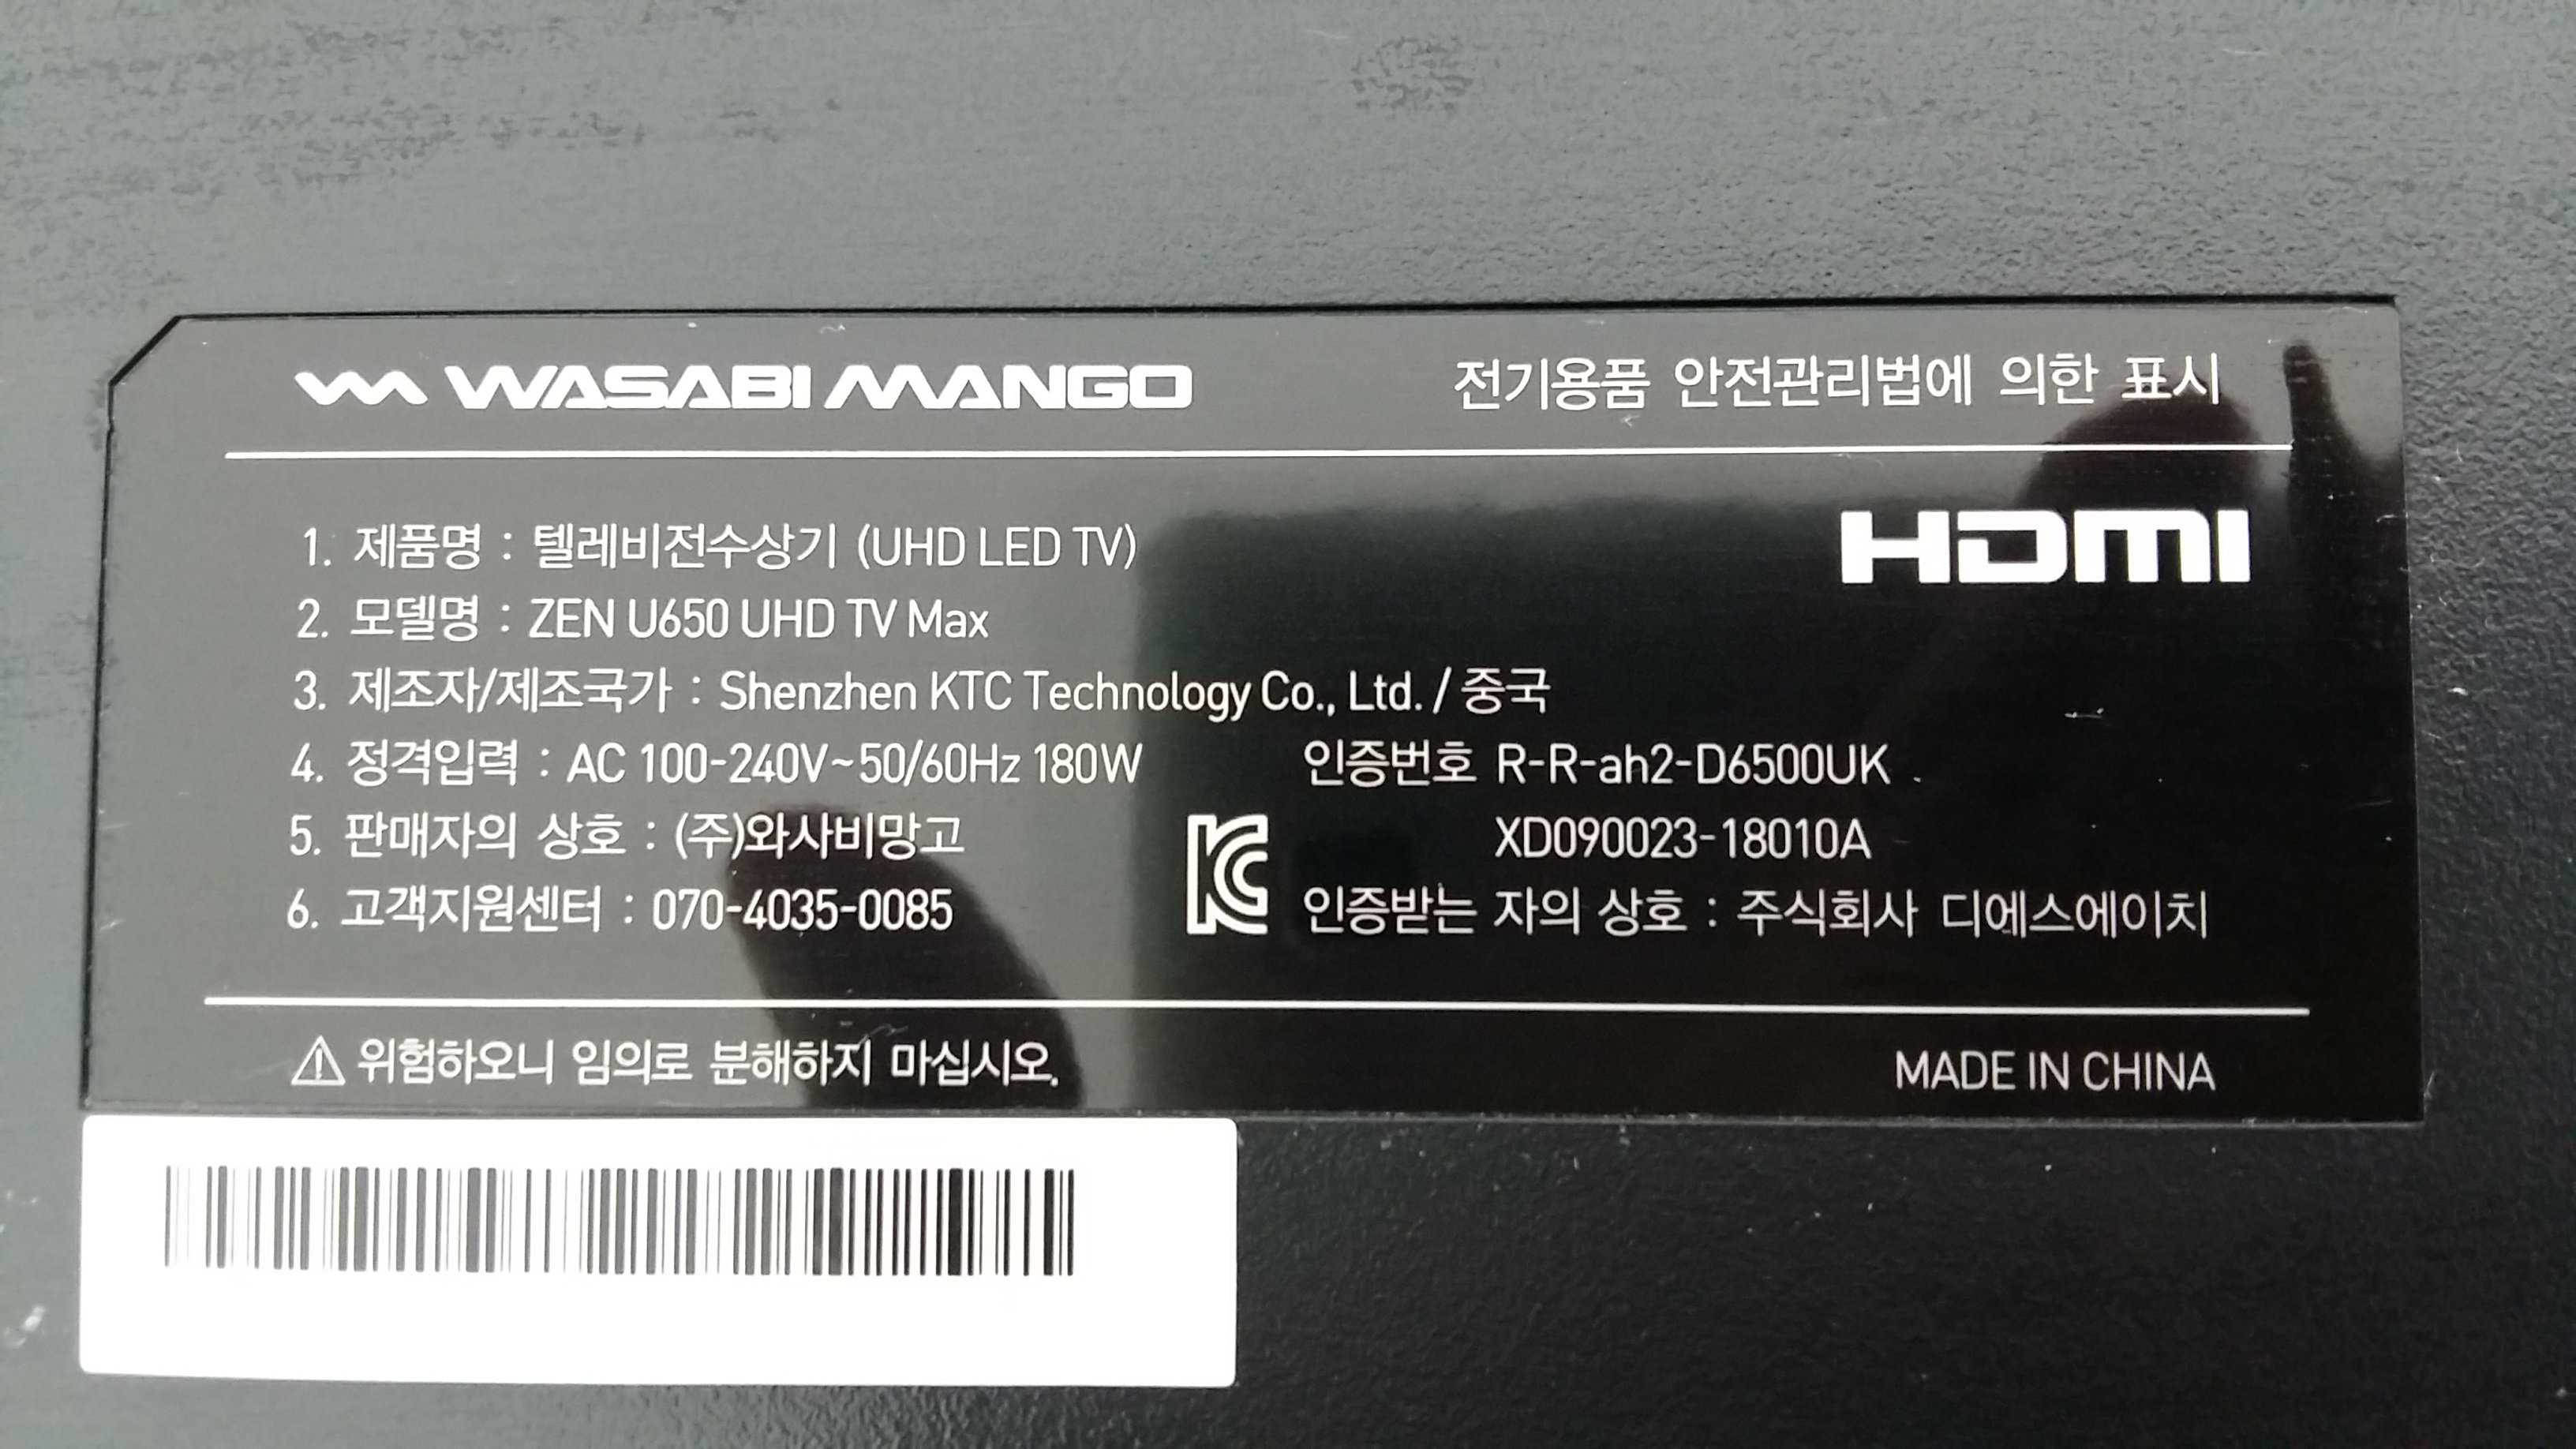 WASABI MANGO
전기용품 안전관리법에 의한 표시
HDMI
1. 제품명 : 텔레비전수상기 (UHD LED TV)
2. 모델명 : ZEN U650 UHD TV Max
3. 제조자/제조국가 : Shenzhen KTC Technology Co., Ltd. / 중국
4. 정격입력 : AC 100-240V~50/60Hz 180W
5. 판매자의 상호 : (주)와사비망고
6. 고객지원센터 : 070-4035-0085
인증번호 R-R-ah2-D6500UK
XD090023-18010A
인증받는 자의 상호 : 주식회사 디에스에이치
⚠ 위험하오니 임의로 분해하지 마십시오.
MADE IN CHINA